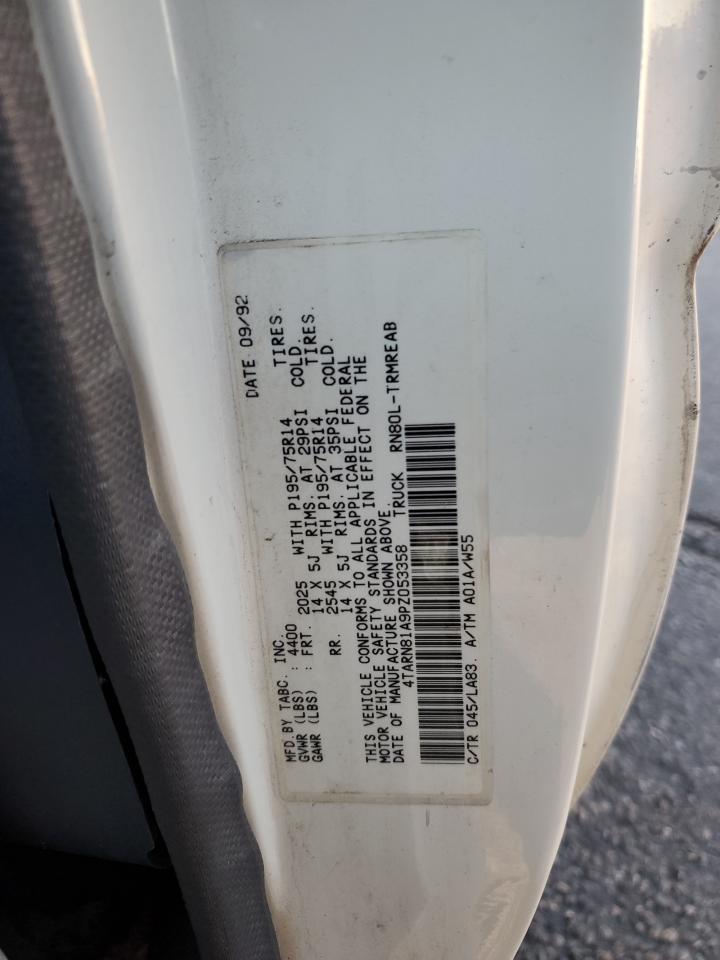 DATE 09/92
MFD.BY TABC. INC.
GVWR (LBS) : 4400
GAWR (LBS) : FRT. 2025 WITH P195/75R14 TIRES.
14 X 5J RIMS. AT 29PSI COLD.
RR. 2545 WITH P195/75R14 TIRES.
14 X 5J RIMS. AT 35PSI COLD.
THIS VEHICLE CONFORMS TO ALL APPLICABLE FEDERAL
MOTOR VEHICLE SAFETY STANDARDS IN EFFECT ON THE
DATE OF MANUFACTURE SHOWN ABOVE.
4TARN81A9PZ053358 TRUCK RN80L-TRMREAB
C/TR 045/LA83. A/TM A01A/W55